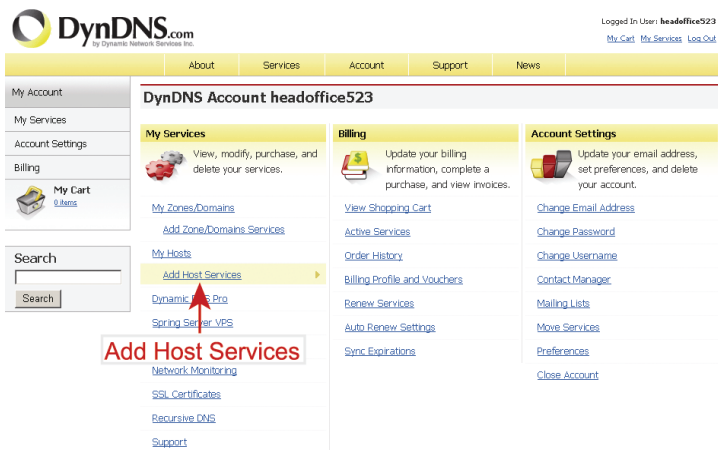 DynDNS.com
by Dynamic Network Services Inc.
Logged In User: headoffice523
My Cart My Services Log Out
About Services Account Support News
My Account
My Services
Account Settings
Billing
My Cart
0 items
Search
Search
DynDNS Account headoffice523
My Services
View, modify, purchase, and
delete your services.
My Zones/Domains
Add Zone/Domains Services
My Hosts
Add Host Services
Dynamic Pro
Spring Server VPS
Add Host Services
Network Monitoring
SSL Certificates
Recursive DNS
Support
Billing
Update your billing
information, complete a
purchase, and view invoices.
View Shopping Cart
Active Services
Order History
Billing Profile and Vouchers
Renew Services
Auto Renew Settings
Sync Expirations
Account Settings
Update your email address,
set preferences, and delete
your account.
Change Email Address
Change Password
Change Username
Contact Manager
Mailing Lists
Move Services
Preferences
Close Account